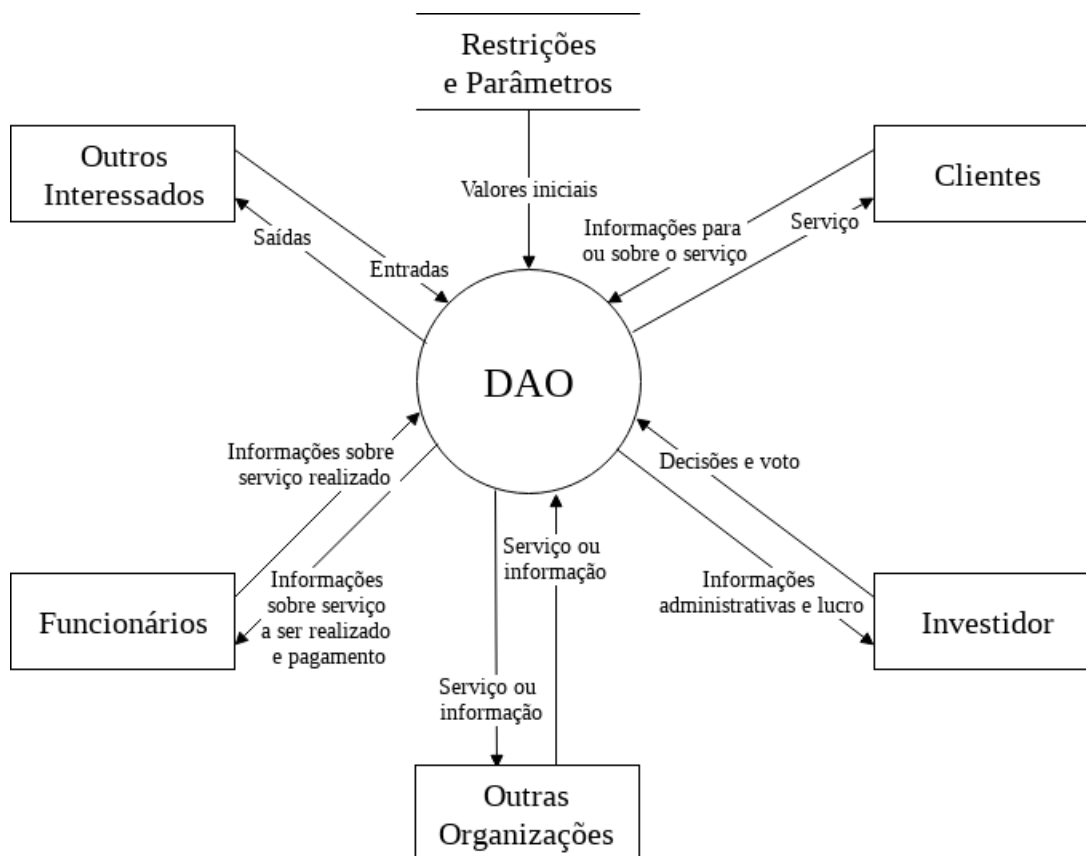 Restrições
e Parâmetros
Outros
Interessados
Clientes
Valores iniciais
Informações para
ou sobre o serviço
Serviço
Saídas
Entradas
DAO
Informações sobre
serviço realizado
Decisões e voto
Serviço ou
informação
Informações
sobre serviço
a ser realizado
e pagamento
Informações
administrativas e lucro
Funcionários
Investidor
Serviço ou
informação
Outras
Organizações